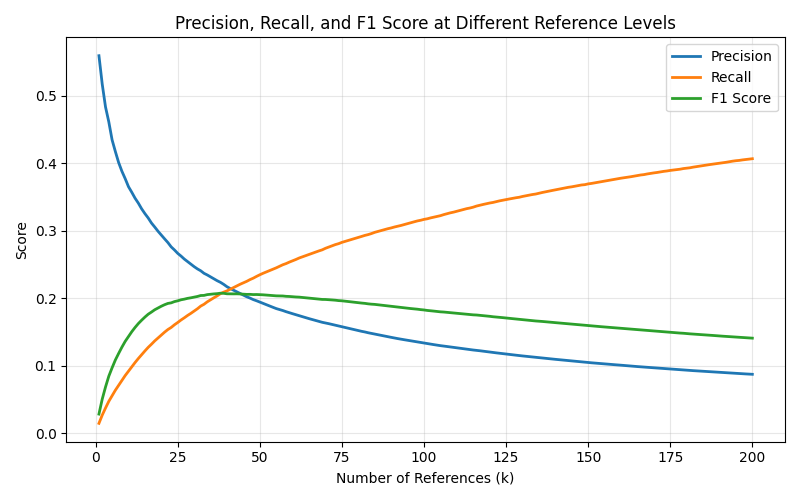 Precision, Recall, and F1 Score at Different Reference Levels
Precision
Recall
F1 Score
Score
0.5
0.4
0.3
0.2
0.1
0.0
0 25 50 75 100 125 150 175 200
Number of References (k)